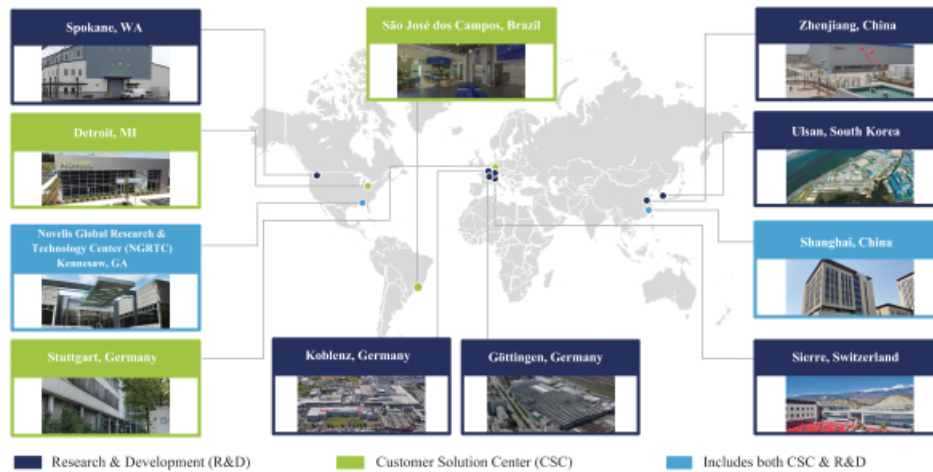 Spokane, WA
São José dos Campos, Brazil
Zhenjiang, China
Detroit, MI
Novelis
Ulsan, South Korea
Novelis Global Research &
Technology Center (NGRTC)
Kennesaw, GA
Shanghai, China
Stuttgart, Germany
Koblenz, Germany
Göttingen, Germany
Sierre, Switzerland
Research & Development (R&D)
Customer Solution Center (CSC)
Includes both CSC & R&D